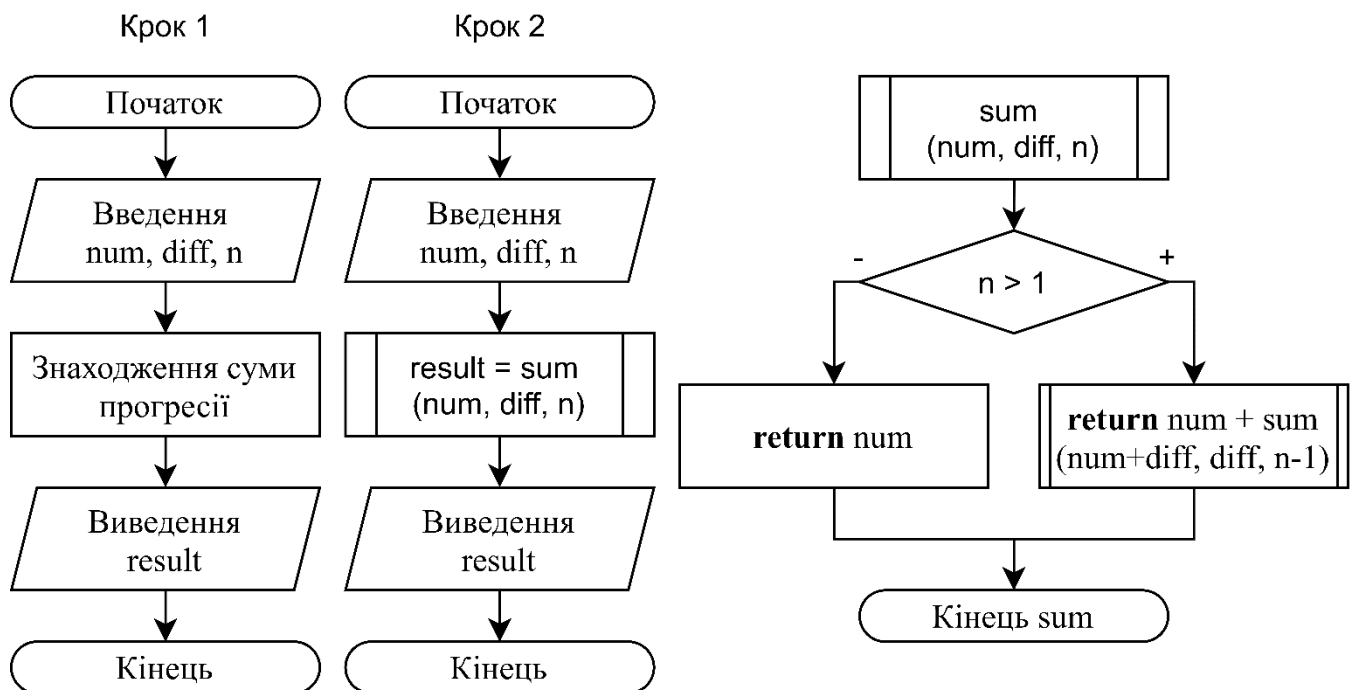 Крок 1
Початок
Введення
num, diff, n
Знаходження суми
прогресії
Виведення
result
Кінець
Крок 2
Початок
Введення
num, diff, n
result = sum
(num, diff, n)
Виведення
result
Кінець
sum
(num, diff, n)
n > 1
-
+
return num
return num + sum
(num+diff, diff, n-1)
Кінець sum